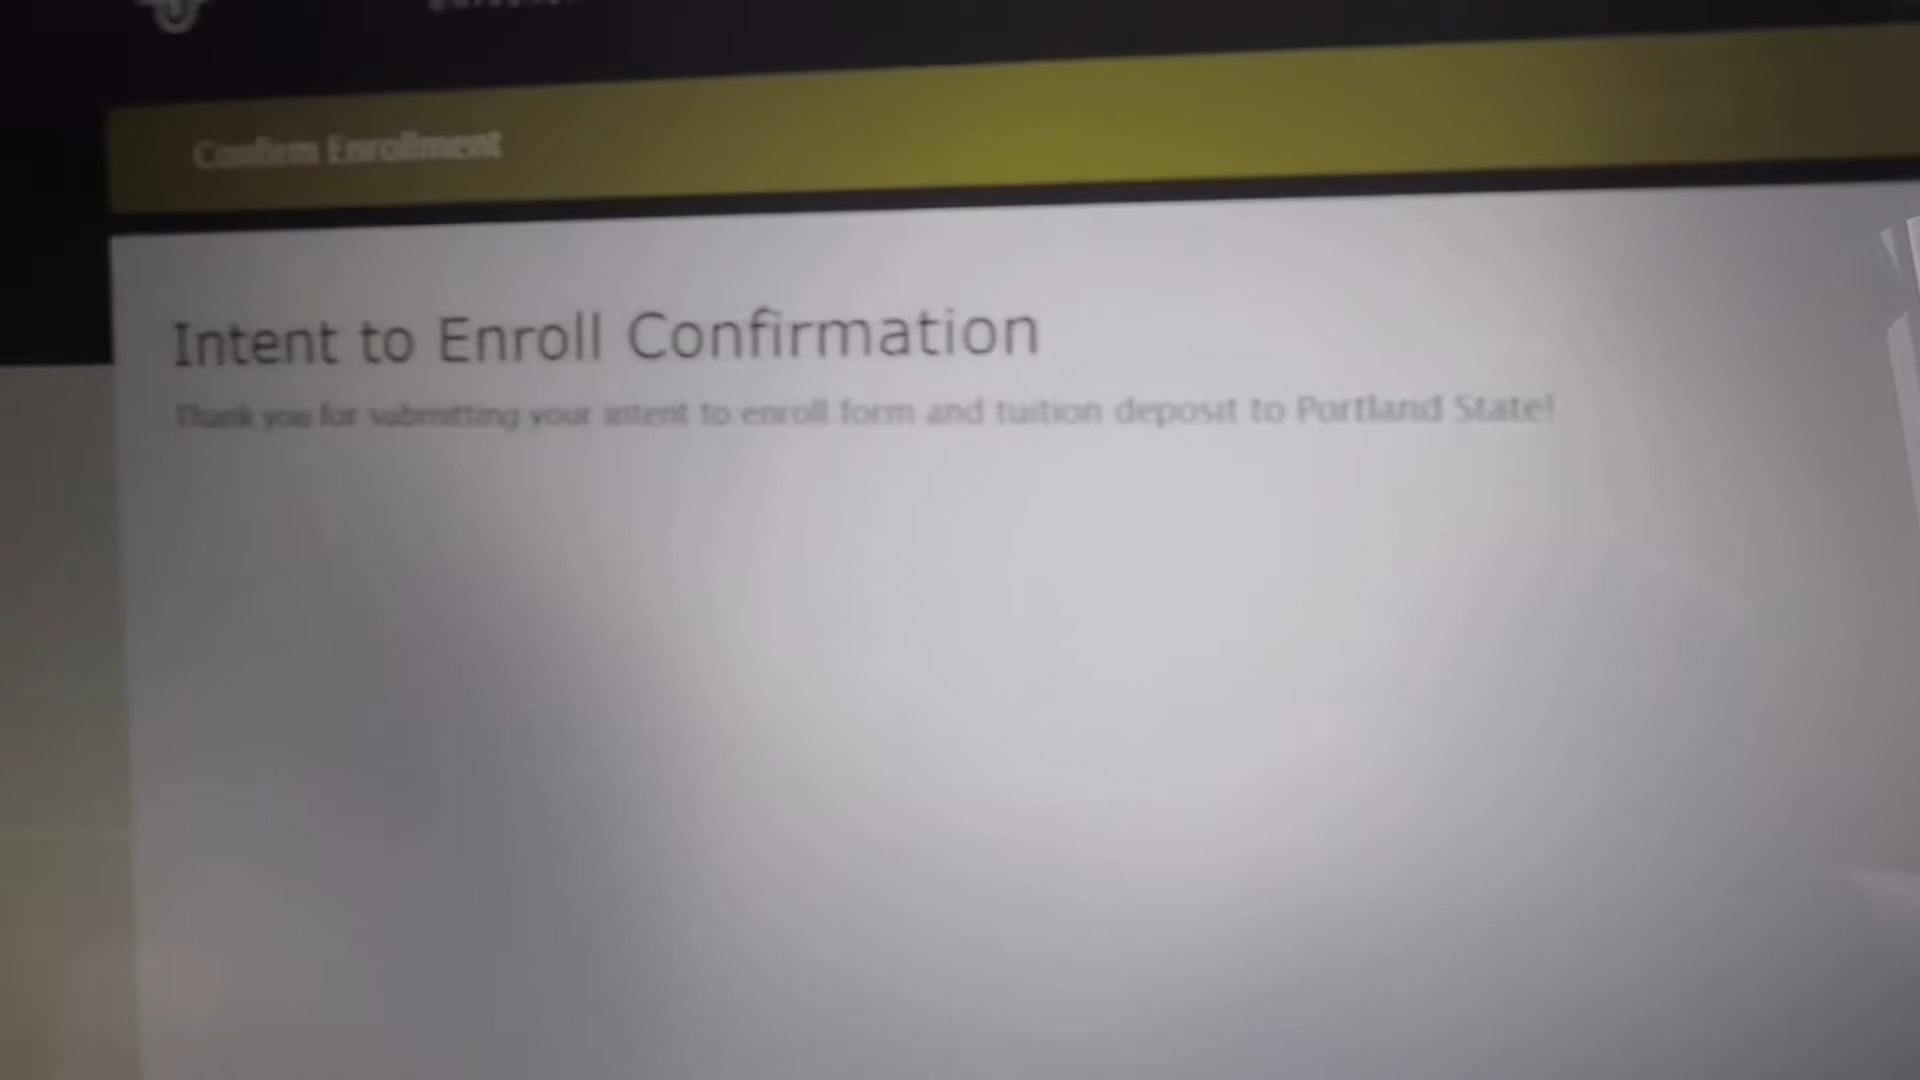 Confirm Enrollment
Intent to Enroll Confirmation
Thank you for submitting your intent to enroll form and tuition deposit to Portland State!